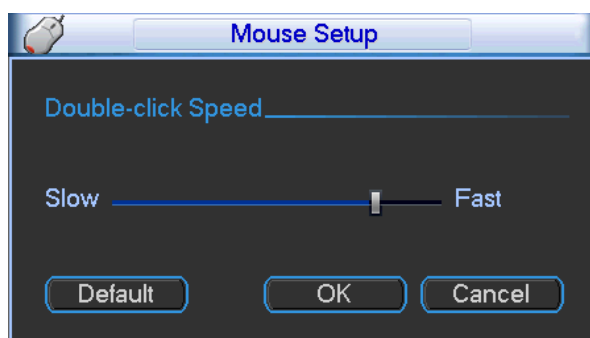 Mouse Setup
Double-click Speed
Slow Fast
Default OK Cancel